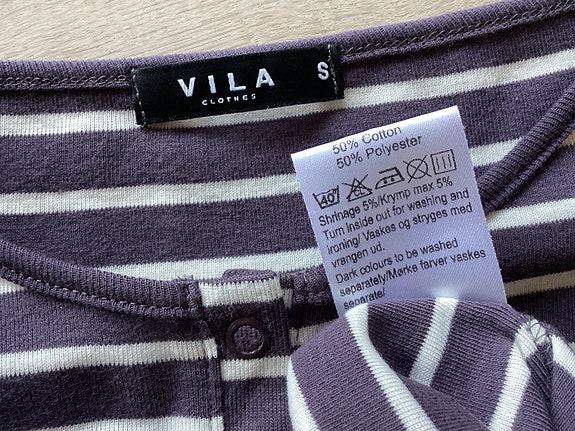 VILA
CLOTHES
S
50% Cotton
50% Polyester
40° CL
Shrinage 5%/Krymp max 5%
Turn inside out for washing and
ironing/ Vaskes og stryges med
vrangen ud.
Dark colours to be washed
separately/Mørke farver vaskes
separate/